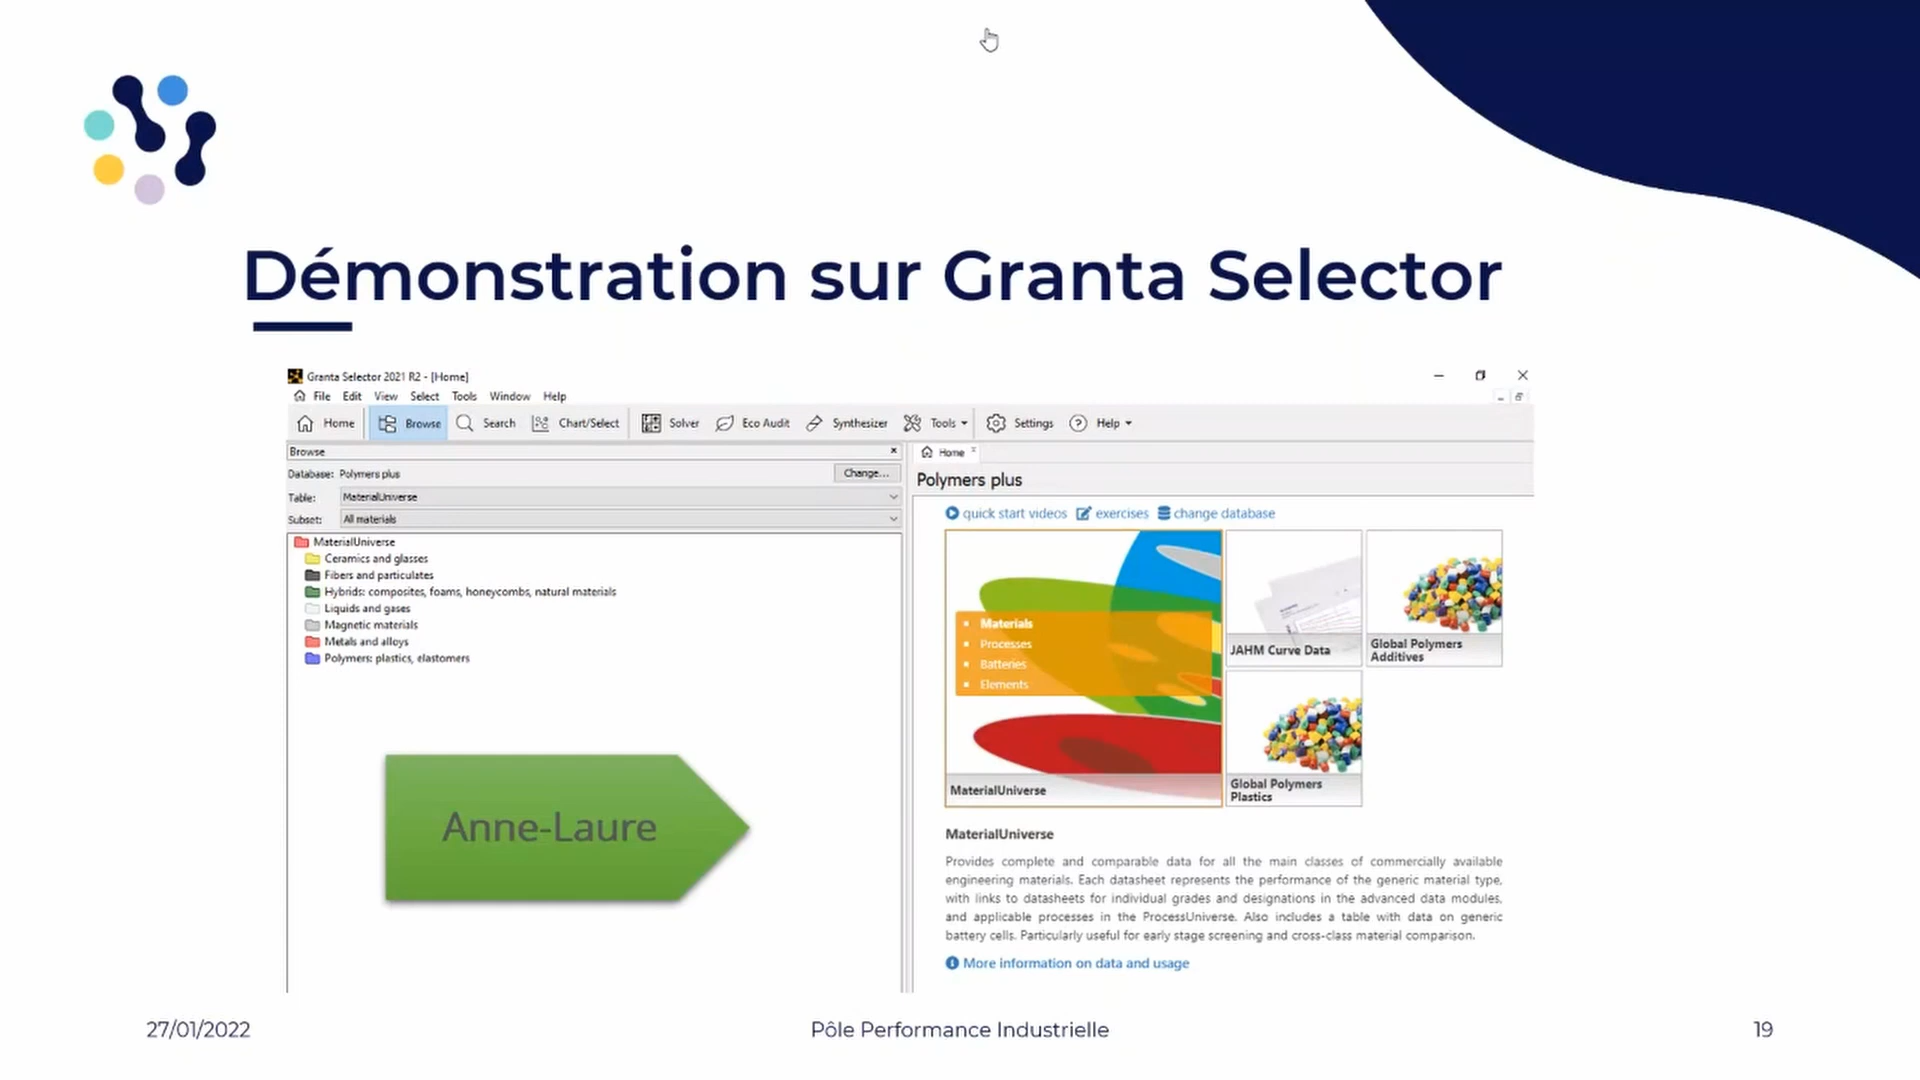 Démonstration sur Granta Selector
Granta Selector 2021 R2 - [Home]
File Edit View Select Tools Window Help
Home Browse Search Chart/Select Solver Eco Audit Synthesizer Tools Settings Help
Browse
Database: Polymers plus Change...
Table: MaterialUniverse
Subset: All materials
MaterialUniverse
Ceramics and glasses
Fibers and particulates
Hybrids: composites, foams, honeycombs, natural materials
Liquids and gases
Magnetic materials
Metals and alloys
Polymers: plastics, elastomers
Anne-Laure
Home
Polymers plus
quick start videos exercises change database
Materials
Processes
Batteries
Elements
MaterialUniverse
JAHM Curve Data
Global Polymers
Additives
Global Polymers
Plastics
MaterialUniverse
Provides complete and comparable data for all the main classes of commercially available
engineering materials. Each datasheet represents the performance of the generic material type,
with links to datasheets for individual grades and designations in the advanced data modules,
and applicable processes in the ProcessUniverse. Also includes a table with data on generic
battery cells. Particularly useful for early stage screening and cross-class material comparison.
More information on data and usage
27/01/2022
Pôle Performance Industrielle
19